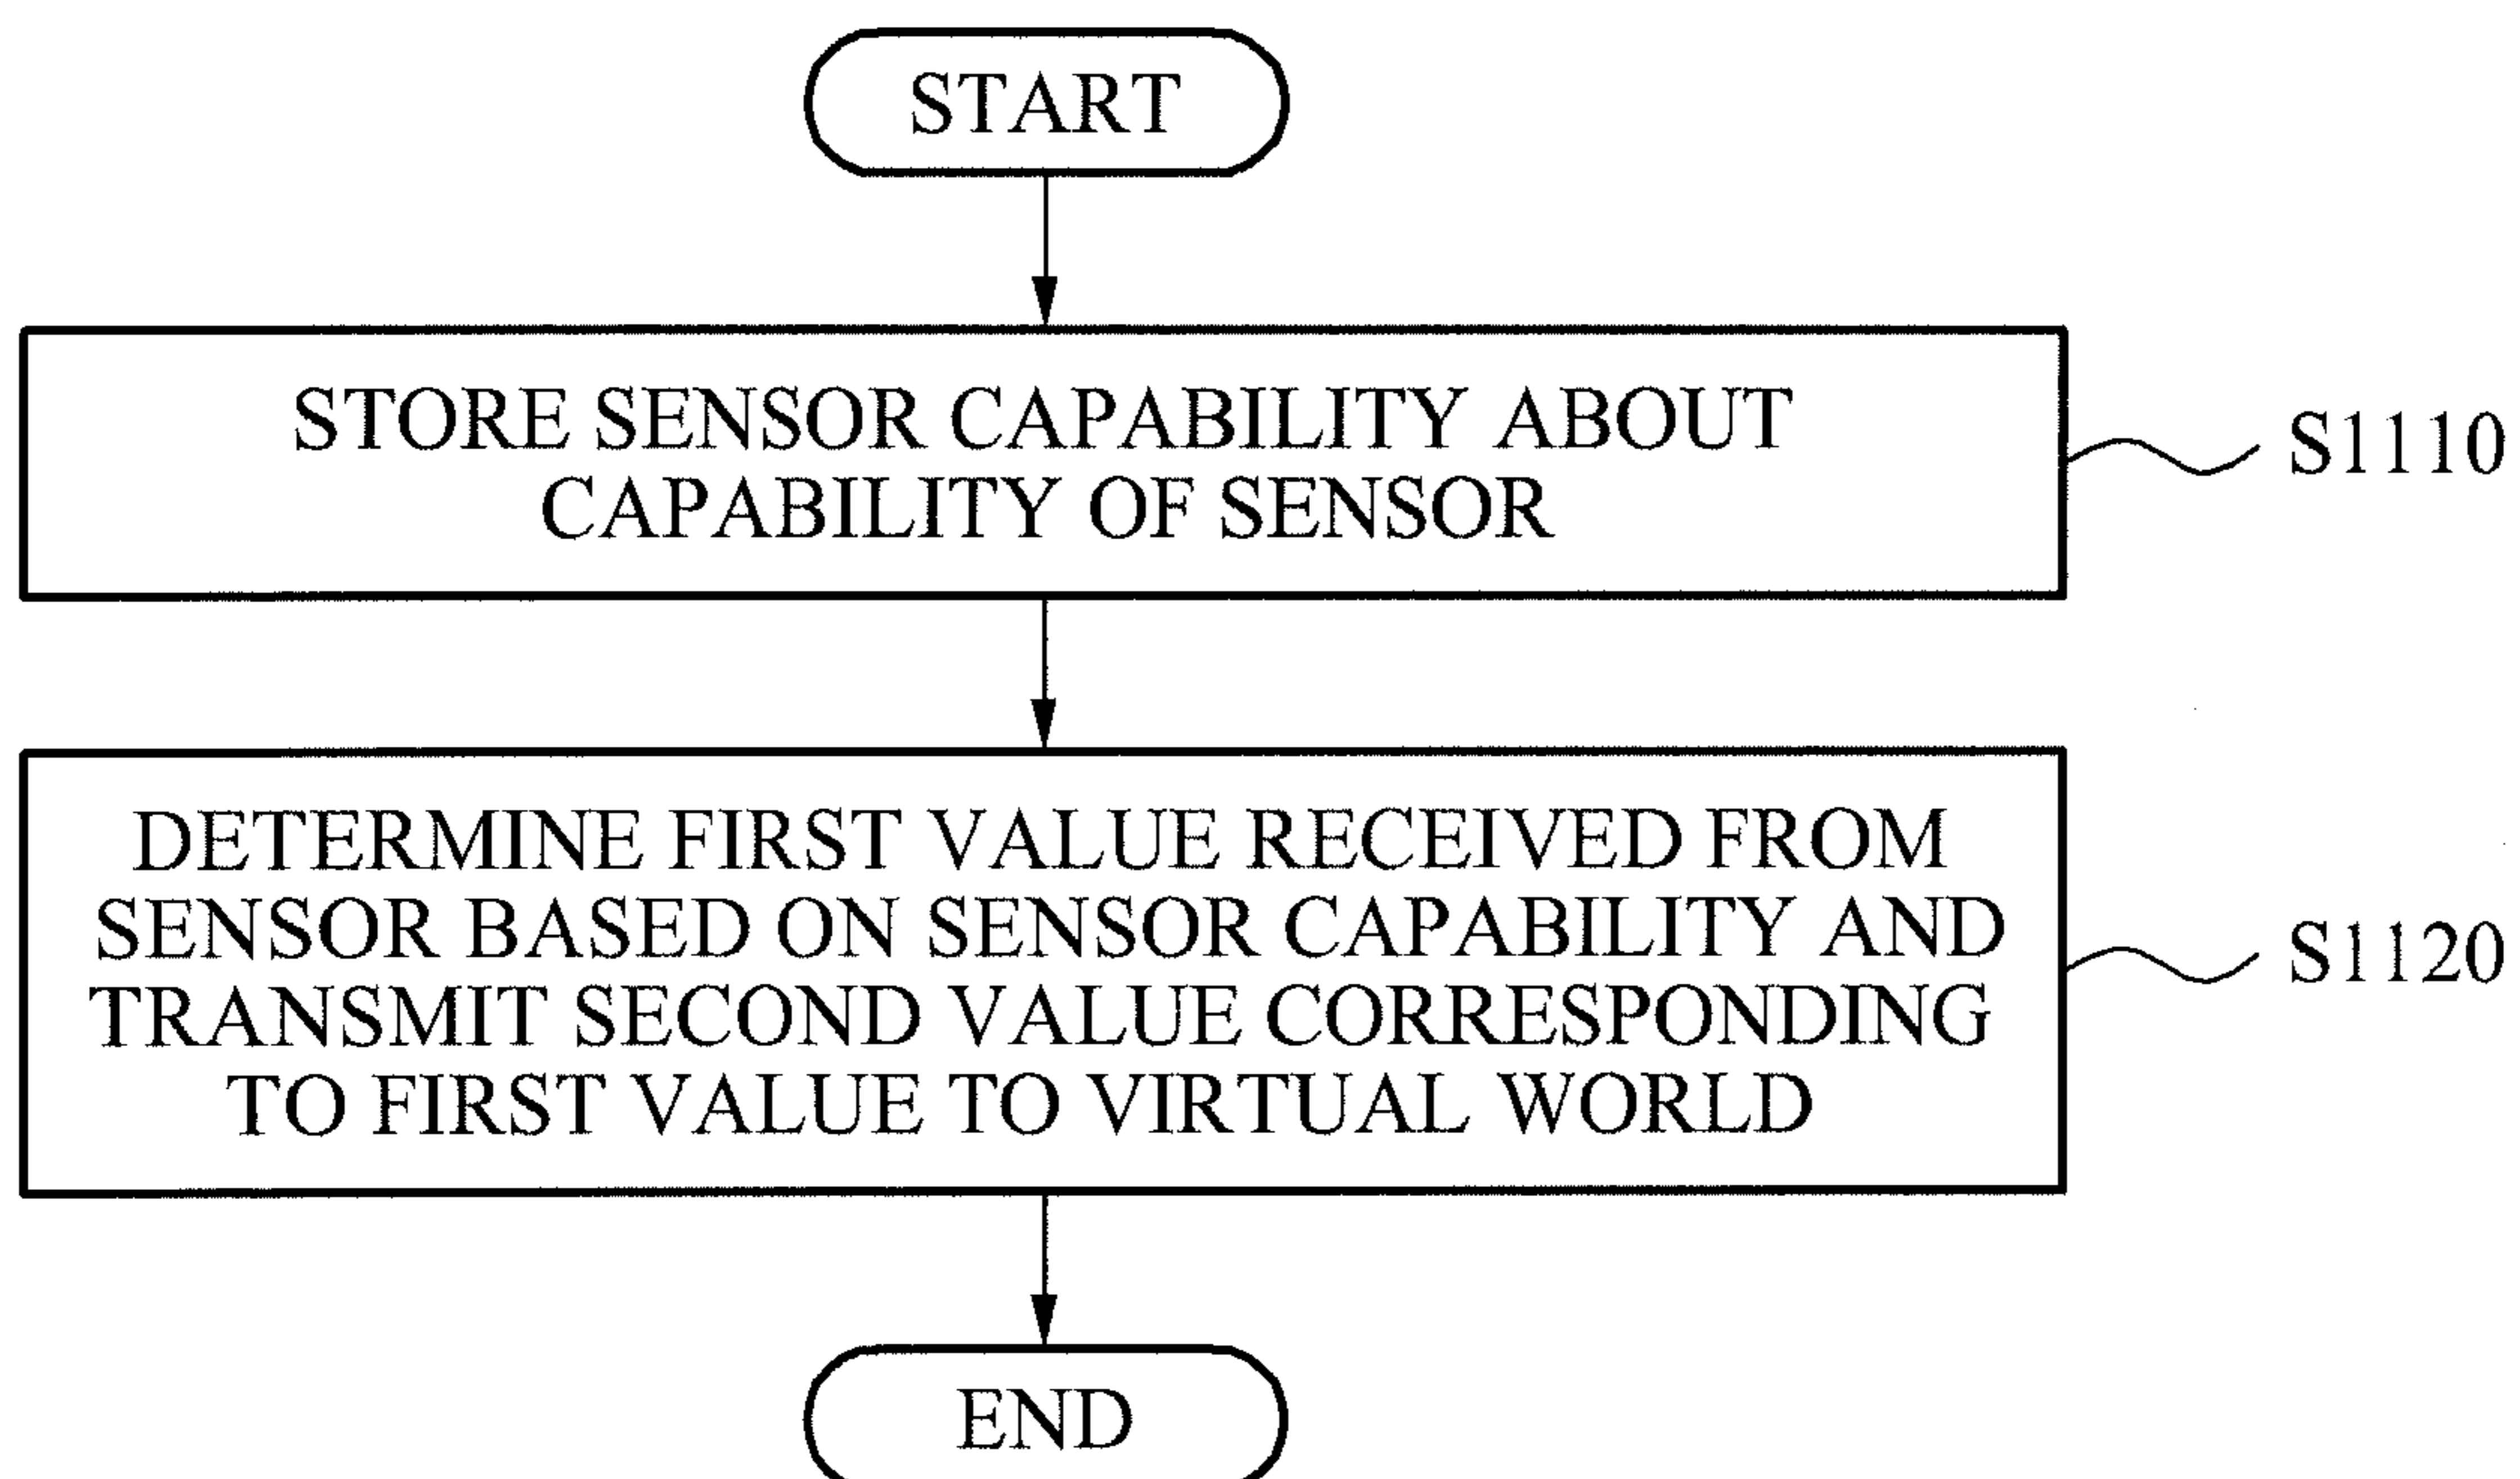 START
STORE SENSOR CAPABILITY ABOUT
CAPABILITY OF SENSOR
S1110
DETERMINE FIRST VALUE RECEIVED FROM
SENSOR BASED ON SENSOR CAPABILITY AND
TRANSMIT SECOND VALUE CORRESPONDING
TO FIRST VALUE TO VIRTUAL WORLD
S1120
END